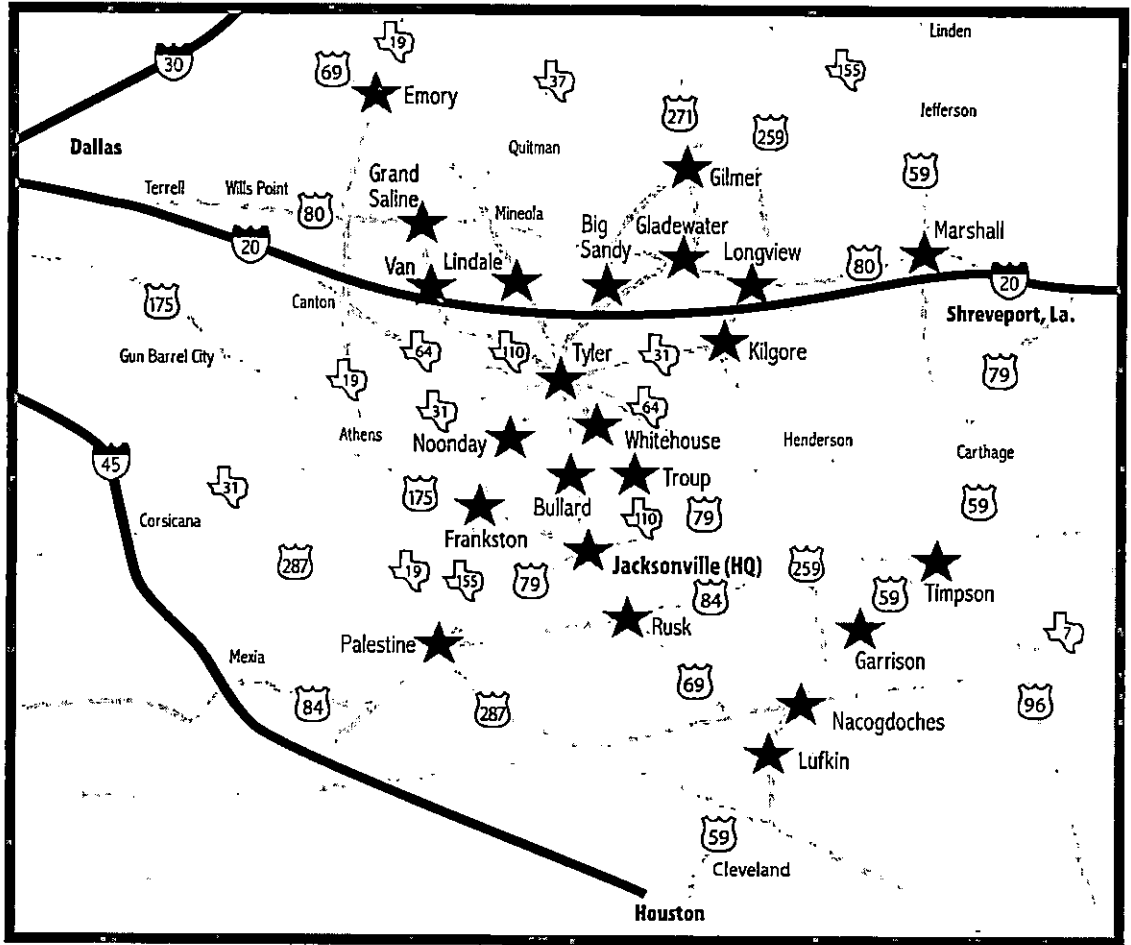 Linden
19
30
69
37
155
Emory
271
Jefferson
259
Dallas
Quitman
59
Grand
Saline
Gilmer
Terrell
Wills Point
80
Mineola
Big
Sandy
Gladewater
Longview
Marshall
20
Van
Lindale
80
20
175
Canton
Shreveport, La.
Gun Barrel City
64
110
Tyler
31
Kilgore
79
19
31
64
Athens
Noonday
Whitehouse
Henderson
Carthage
45
31
175
Bullard
Troup
59
Corsicana
Frankston
110
79
287
19
155
79
Jacksonville (HQ)
259
84
59
Timpson
Palestine
Rusk
7
Mexia
Garrison
69
84
287
96
Nacogdoches
Lufkin
59
Cleveland
Houston